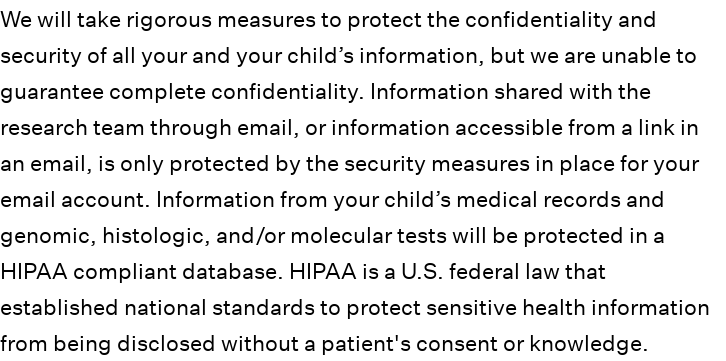 We will take rigorous measures to protect the confidentiality and
security of all your and your child’s information, but we are unable to
guarantee complete confidentiality. Information shared with the
research team through email, or information accessible from a link in
an email, is only protected by the security measures in place for your
email account. Information from your child’s medical records and
genomic, histologic, and/or molecular tests will be protected in a
HIPAA compliant database. HIPAA is a U.S. federal law that
established national standards to protect sensitive health information
from being disclosed without a patient's consent or knowledge.